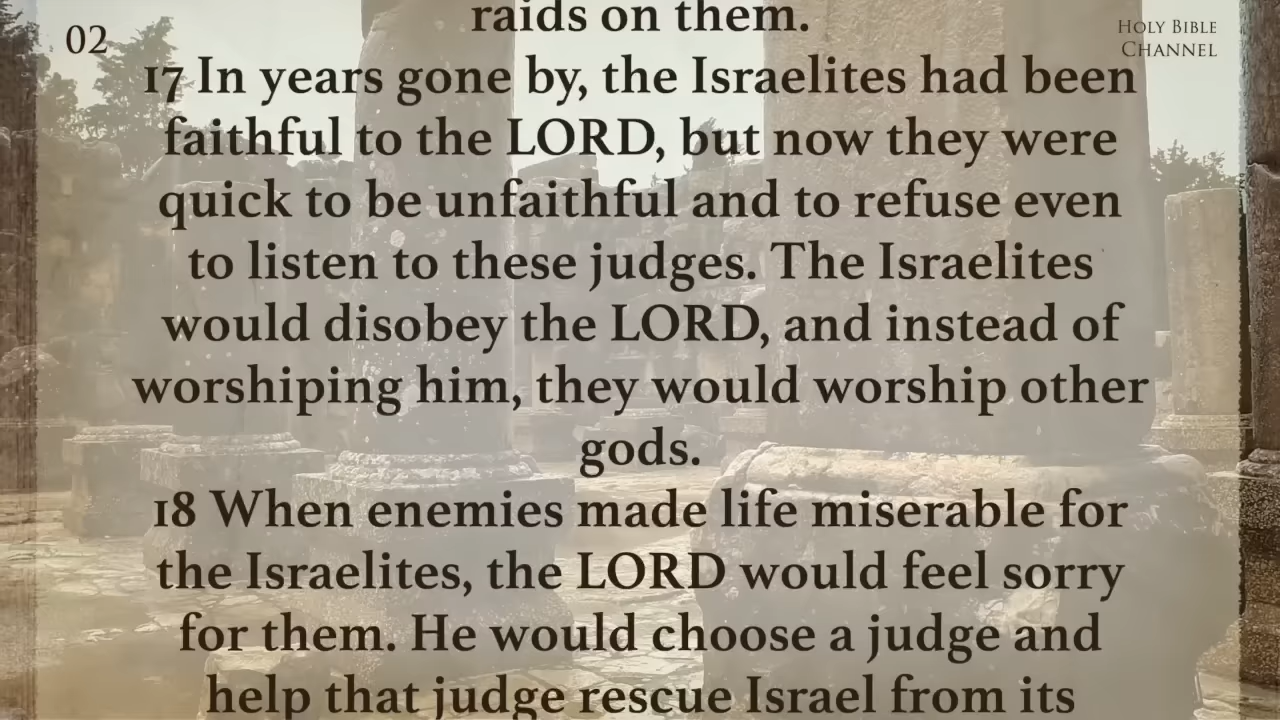 02
HOLY BIBLE
CHANNEL
raids on them.
17 In years gone by, the Israelites had been
faithful to the LORD, but now they were
quick to be unfaithful and to refuse even
to listen to these judges. The Israelites
would disobey the LORD, and instead of
worshiping him, they would worship other
gods.
18 When enemies made life miserable for
the Israelites, the LORD would feel sorry
for them. He would choose a judge and
help that judge rescue Israel from its